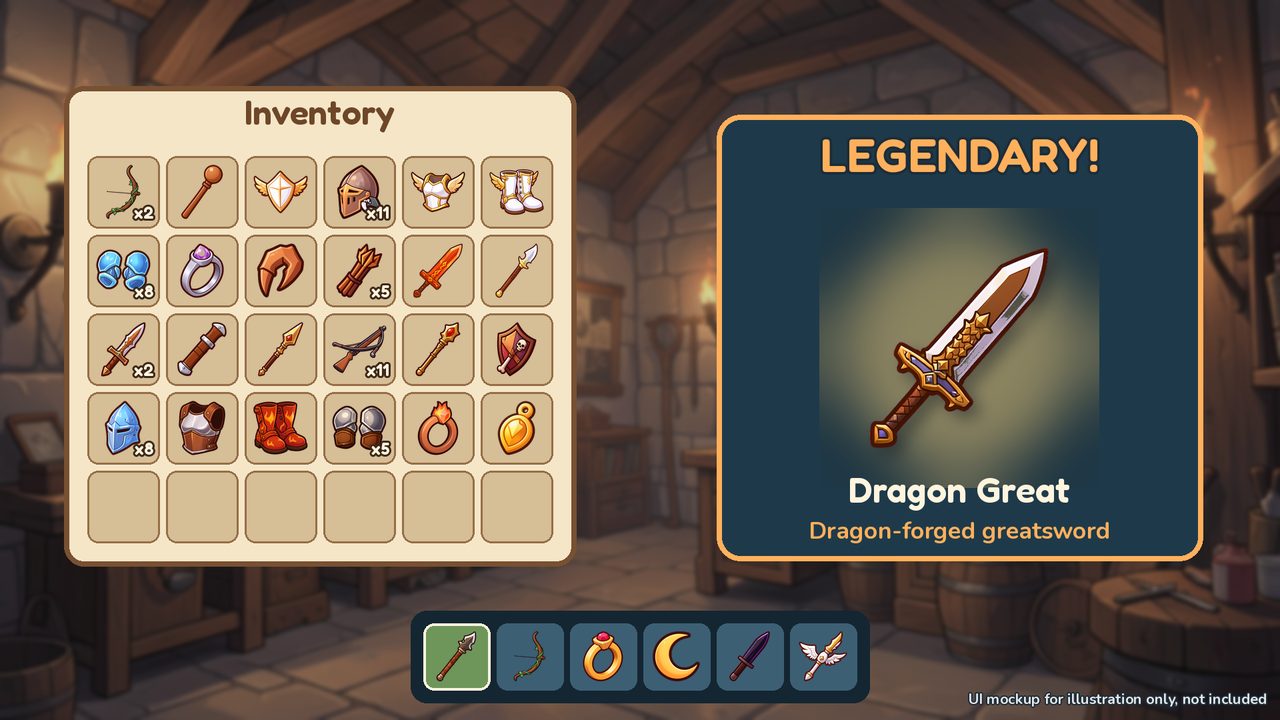 Inventory
x2
x11
x8
x5
x2
x11
x8
x5
LEGENDARY!
Dragon Great
Dragon-forged greatsword
UI mockup for illustration only, not included